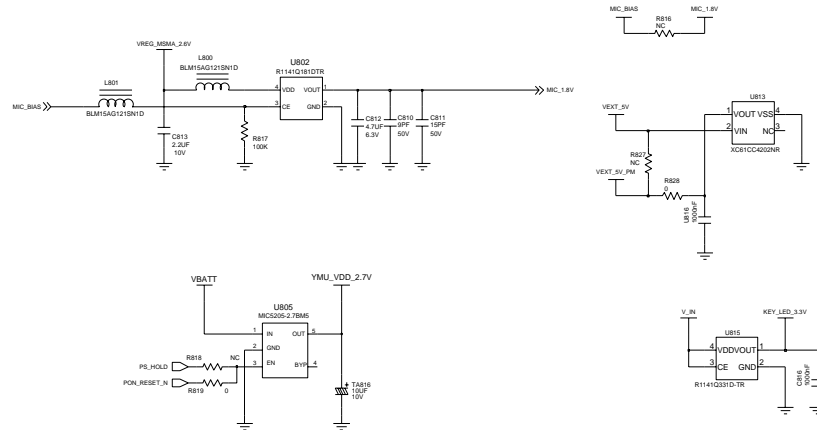 MIC_BIAS
MIC_1.8V
R816
NC
VREG_MSMA_2.6V
L800
BLM15AG121SN1D
U802
R1141Q181DTR
L801
BLM15AG121SN1D
4
VDD
VOUT
1
3
CE
GND
2
MIC_BIAS
MIC_1.8V
C813
2.2UF
10V
R817
100K
C812
4.7UF
6.3V
C810
9PF
50V
C811
15PF
50V
VEXT_5V
U813
1
VOUT
VSS
4
2
VIN
NC
3
XC61CC4202NR
R827
NC
VEXT_5V_PM
R828
0
U816
1000nF
VBATT
YMU_VDD_2.7V
U805
MIC5205-2.7BM5
1
IN
OUT
5
2
GND
3
EN
BYP
4
PS_HOLD
R818
NC
PON_RESET_N
R819
0
TA816
10UF
10V
V_IN
KEY_LED_3.3V
U815
4
VDD
VOUT
1
3
CE
GND
2
R1141Q331D-TR
C816
1000nF